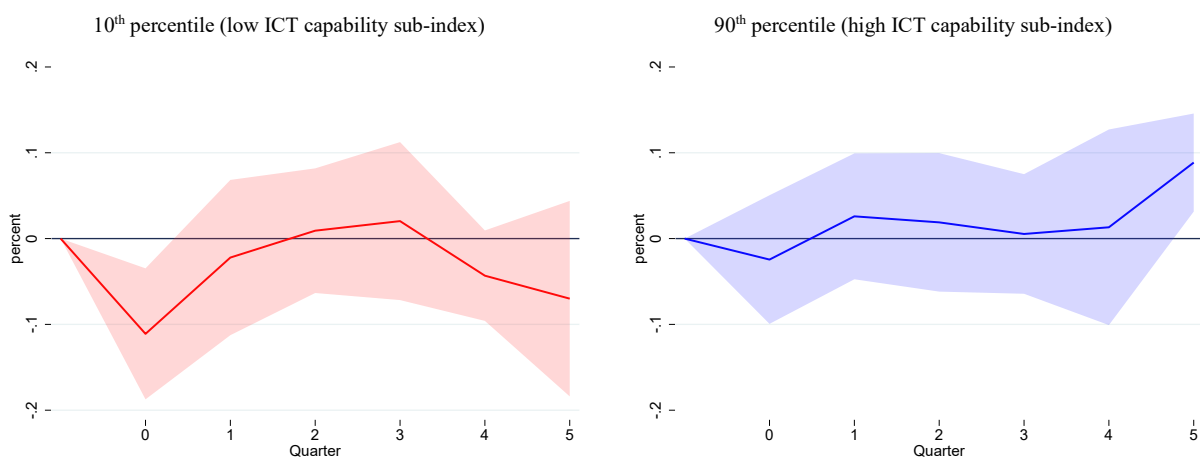 10th percentile (low ICT capability sub-index)
.2
.1
0
-.1
-.2
percent
0 1 2 3 4 5
Quarter
90th percentile (high ICT capability sub-index)
.2
.1
0
-.1
-.2
percent
0 1 2 3 4 5
Quarter